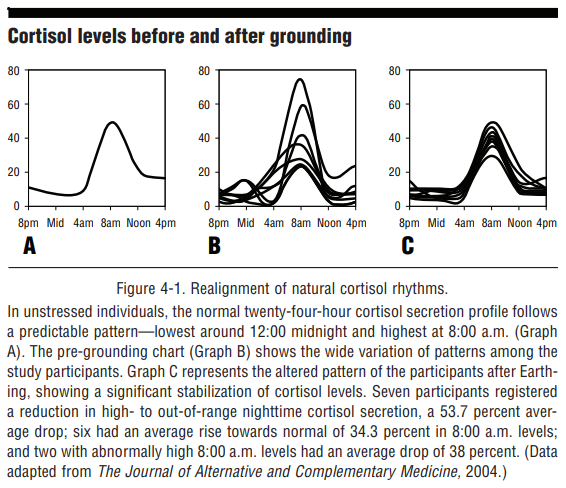 Cortisol levels before and after grounding
80
60
40
20
0
8pm Mid 4am 8am Noon 4pm
A
80
60
40
20
0
8pm Mid 4am 8am Noon 4pm
B
80
60
40
20
0
8pm Mid 4am 8am Noon 4pm
C
Figure 4-1. Realignment of natural cortisol rhythms.
In unstressed individuals, the normal twenty-four-hour cortisol secretion profile follows
a predictable pattern—lowest around 12:00 midnight and highest at 8:00 a.m. (Graph
A). The pre-grounding chart (Graph B) shows the wide variation of patterns among the
study participants. Graph C represents the altered pattern of the participants after Earth-
ing, showing a significant stabilization of cortisol levels. Seven participants registered
a reduction in high- to out-of-range nighttime cortisol secretion, a 53.7 percent aver-
age drop; six had an average rise towards normal of 34.3 percent in 8:00 a.m. levels;
and two with abnormally high 8:00 a.m. levels had an average drop of 38 percent. (Data
adapted from The Journal of Alternative and Complementary Medicine, 2004.)